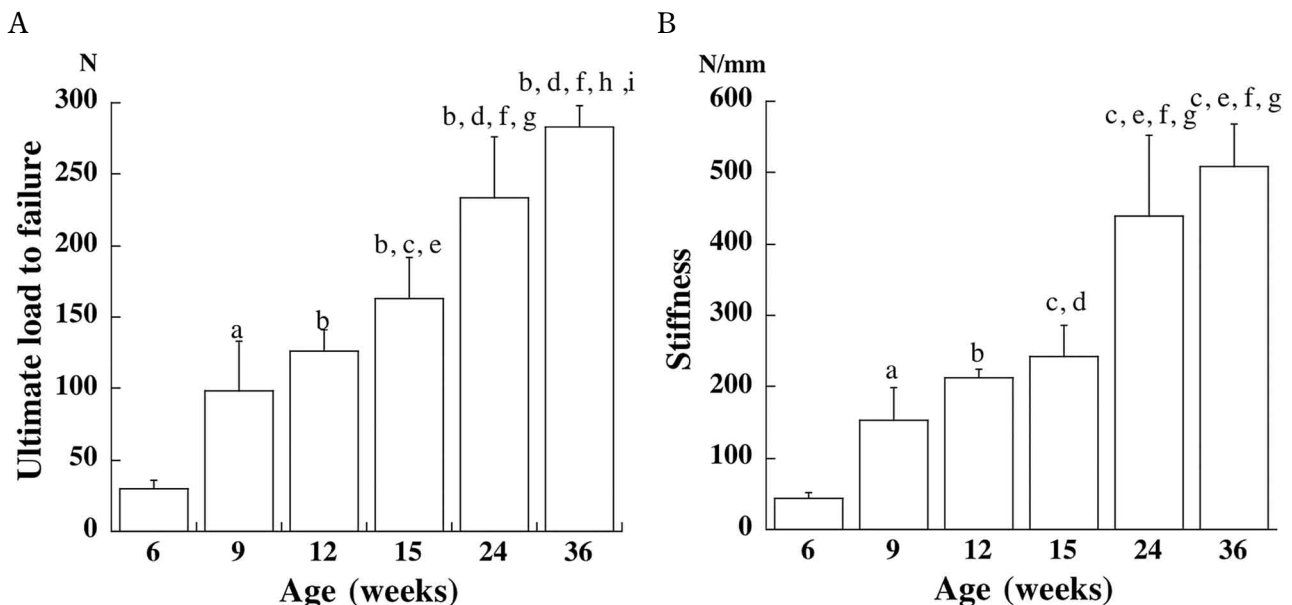 A
N
300
250
200
150
100
50
0
Ultimate load to failure
a
b
b, c, e
b, d, f, g
b, d, f, h ,i
6 9 12 15 24 36
Age (weeks)
B
N/mm
600
500
400
300
200
100
0
Stiffness
a
b
c, d
c, e, f, g
c, e, f, g
6 9 12 15 24 36
Age (weeks)